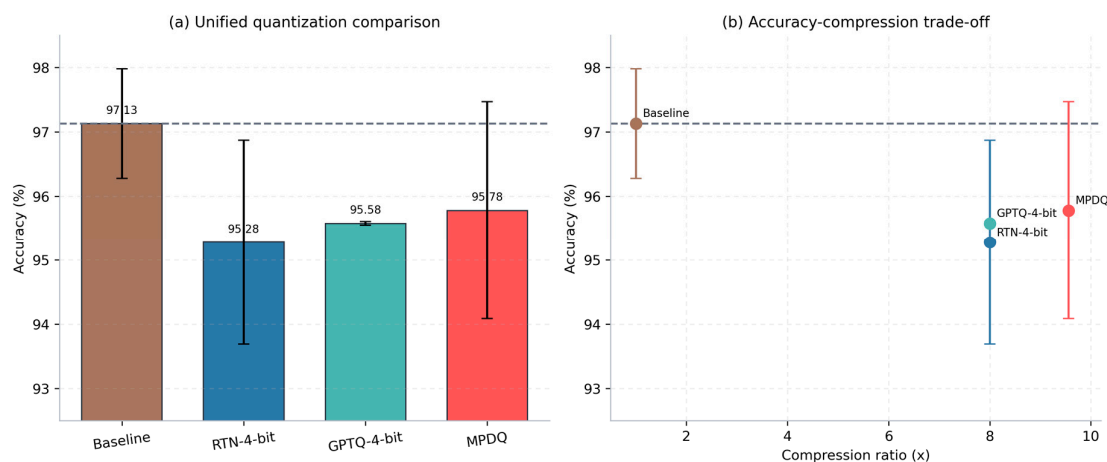 (a) Unified quantization comparison
98
97
96
95
94
93
Accuracy (%)
97.13
95.28
95.58
95.78
Baseline
RTN-4-bit
GPTQ-4-bit
MPDQ
(b) Accuracy-compression trade-off
98
97
96
95
94
93
Accuracy (%)
Baseline
GPTQ-4-bit
RTN-4-bit
MPDQ
2
4
6
8
10
Compression ratio (x)